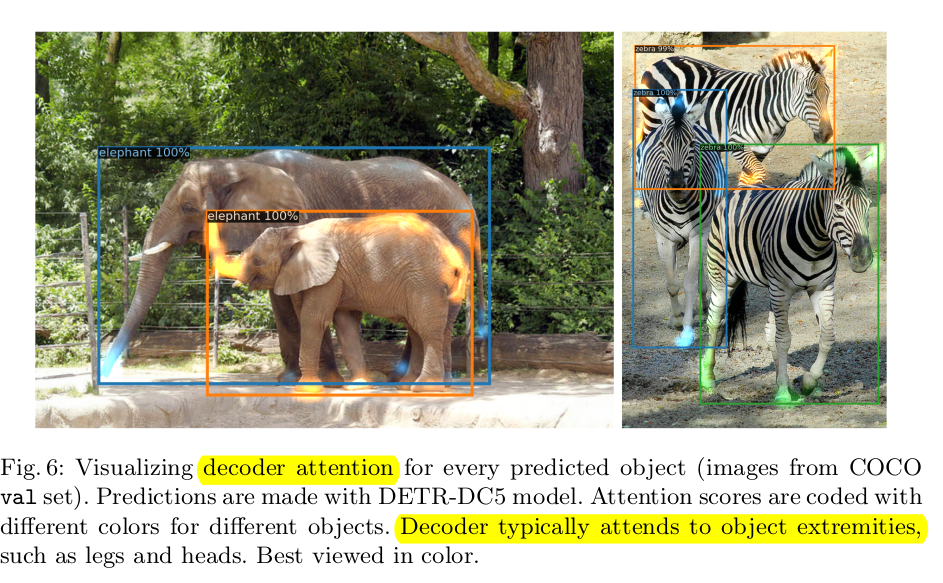 zebra 99%
zebra 100%
zebra 100%
elephant 100%
elephant 100%
Fig. 6: Visualizing decoder attention for every predicted object (images from COCO
val set). Predictions are made with DETR-DC5 model. Attention scores are coded with
different colors for different objects. Decoder typically attends to object extremities,
such as legs and heads. Best viewed in color.